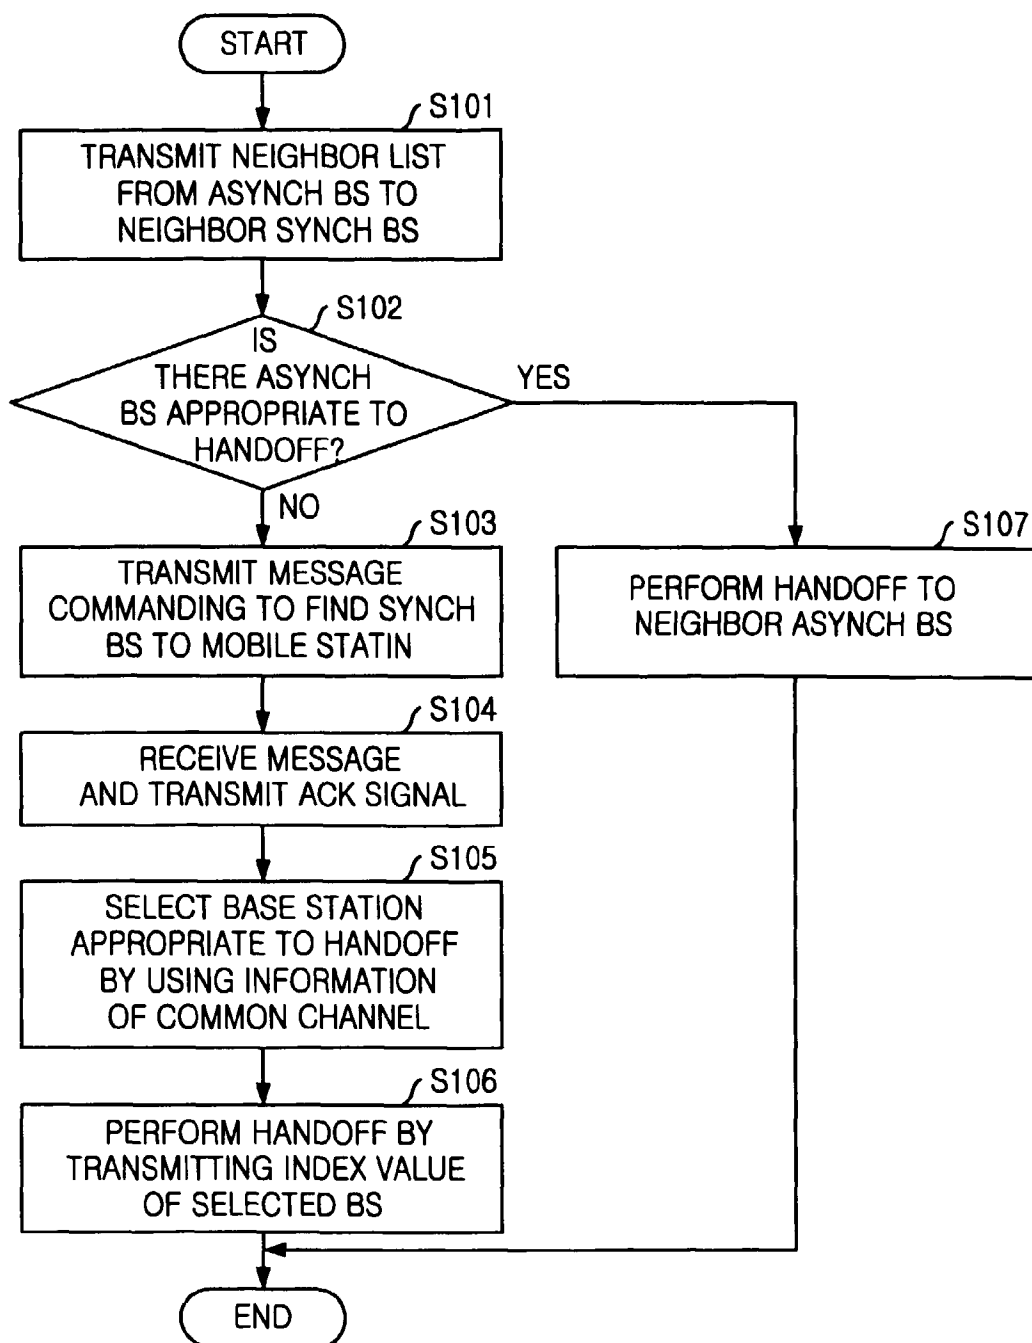 START
S101
TRANSMIT NEIGHBOR LIST
FROM ASYNCH BS TO
NEIGHBOR SYNCH BS
S102
IS
THERE ASYNCH
BS APPROPRIATE TO
HANDOFF?
YES
NO
S103
TRANSMIT MESSAGE
COMMANDING TO FIND SYNCH
BS TO MOBILE STATIN
S107
PERFORM HANDOFF TO
NEIGHBOR ASYNCH BS
S104
RECEIVE MESSAGE
AND TRANSMIT ACK SIGNAL
S105
SELECT BASE STATION
APPROPRIATE TO HANDOFF
BY USING INFORMATION
OF COMMON CHANNEL
S106
PERFORM HANDOFF BY
TRANSMITTING INDEX VALUE
OF SELECTED BS
END